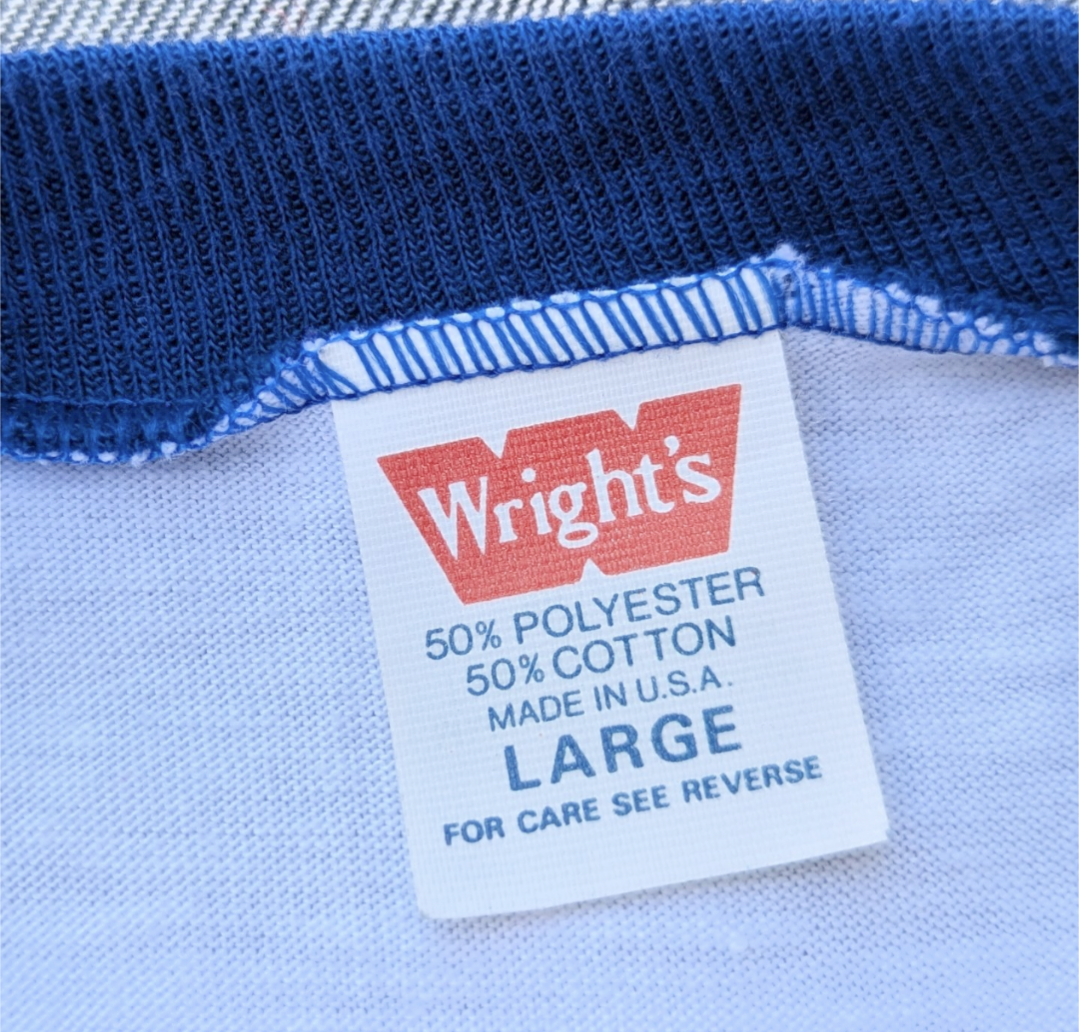 Wright's
50% POLYESTER
50% COTTON
MADE IN U.S.A.
LARGE
FOR CARE SEE REVERSE